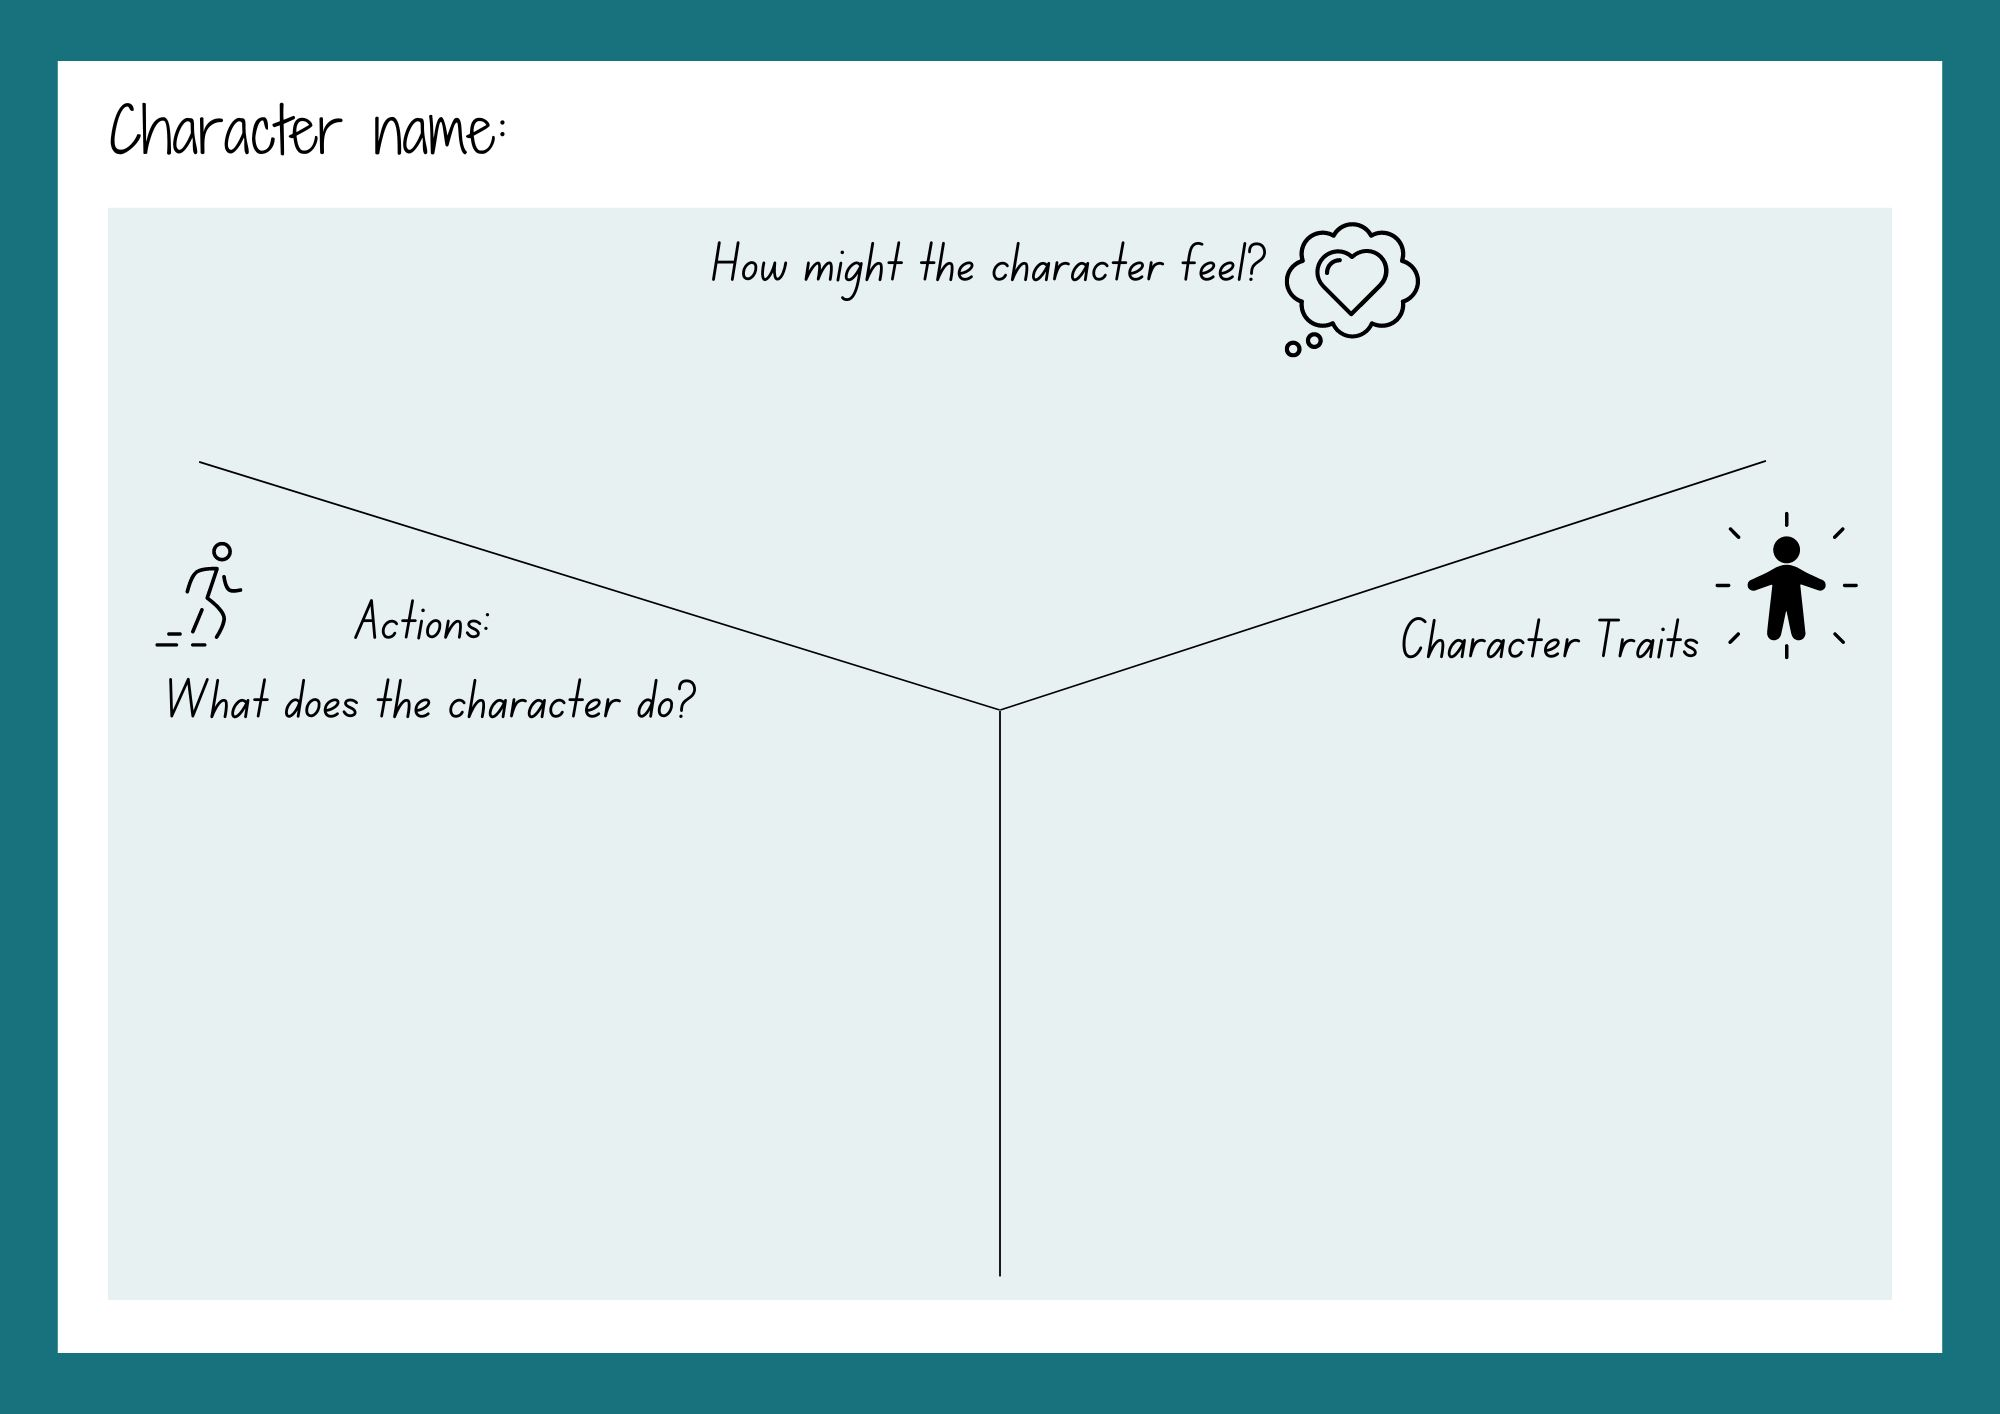 Character name:
How might the character feel?
Actions:
What does the character do?
Character Traits